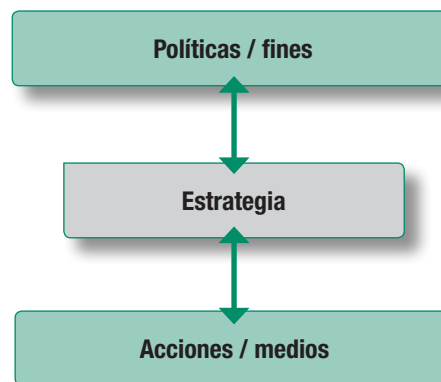 Políticas / fines
Estrategia
Acciones / medios